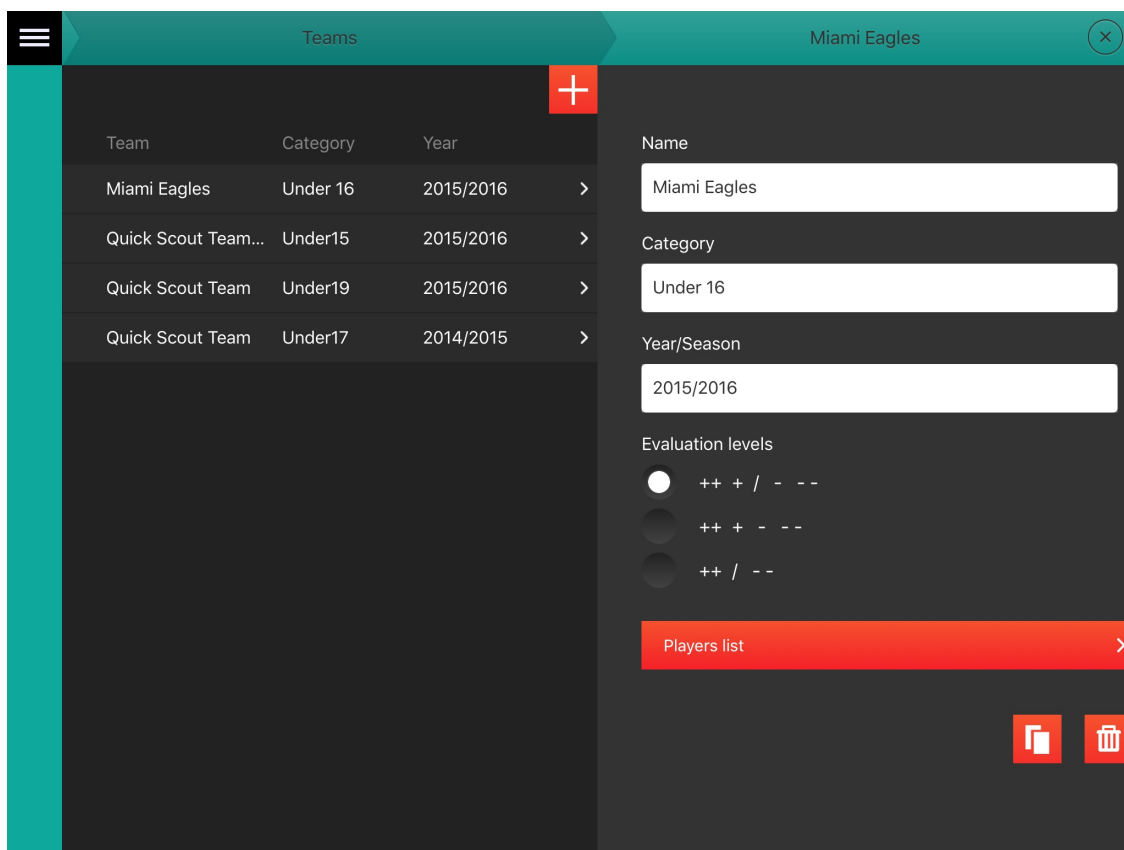 Teams
Miami Eagles
Team Category Year
Miami Eagles Under 16 2015/2016
Quick Scout Team... Under15 2015/2016
Quick Scout Team Under19 2015/2016
Quick Scout Team Under17 2014/2015
Name
Miami Eagles
Category
Under 16
Year/Season
2015/2016
Evaluation levels
++ + / - --
++ + - --
++ / --
Players list